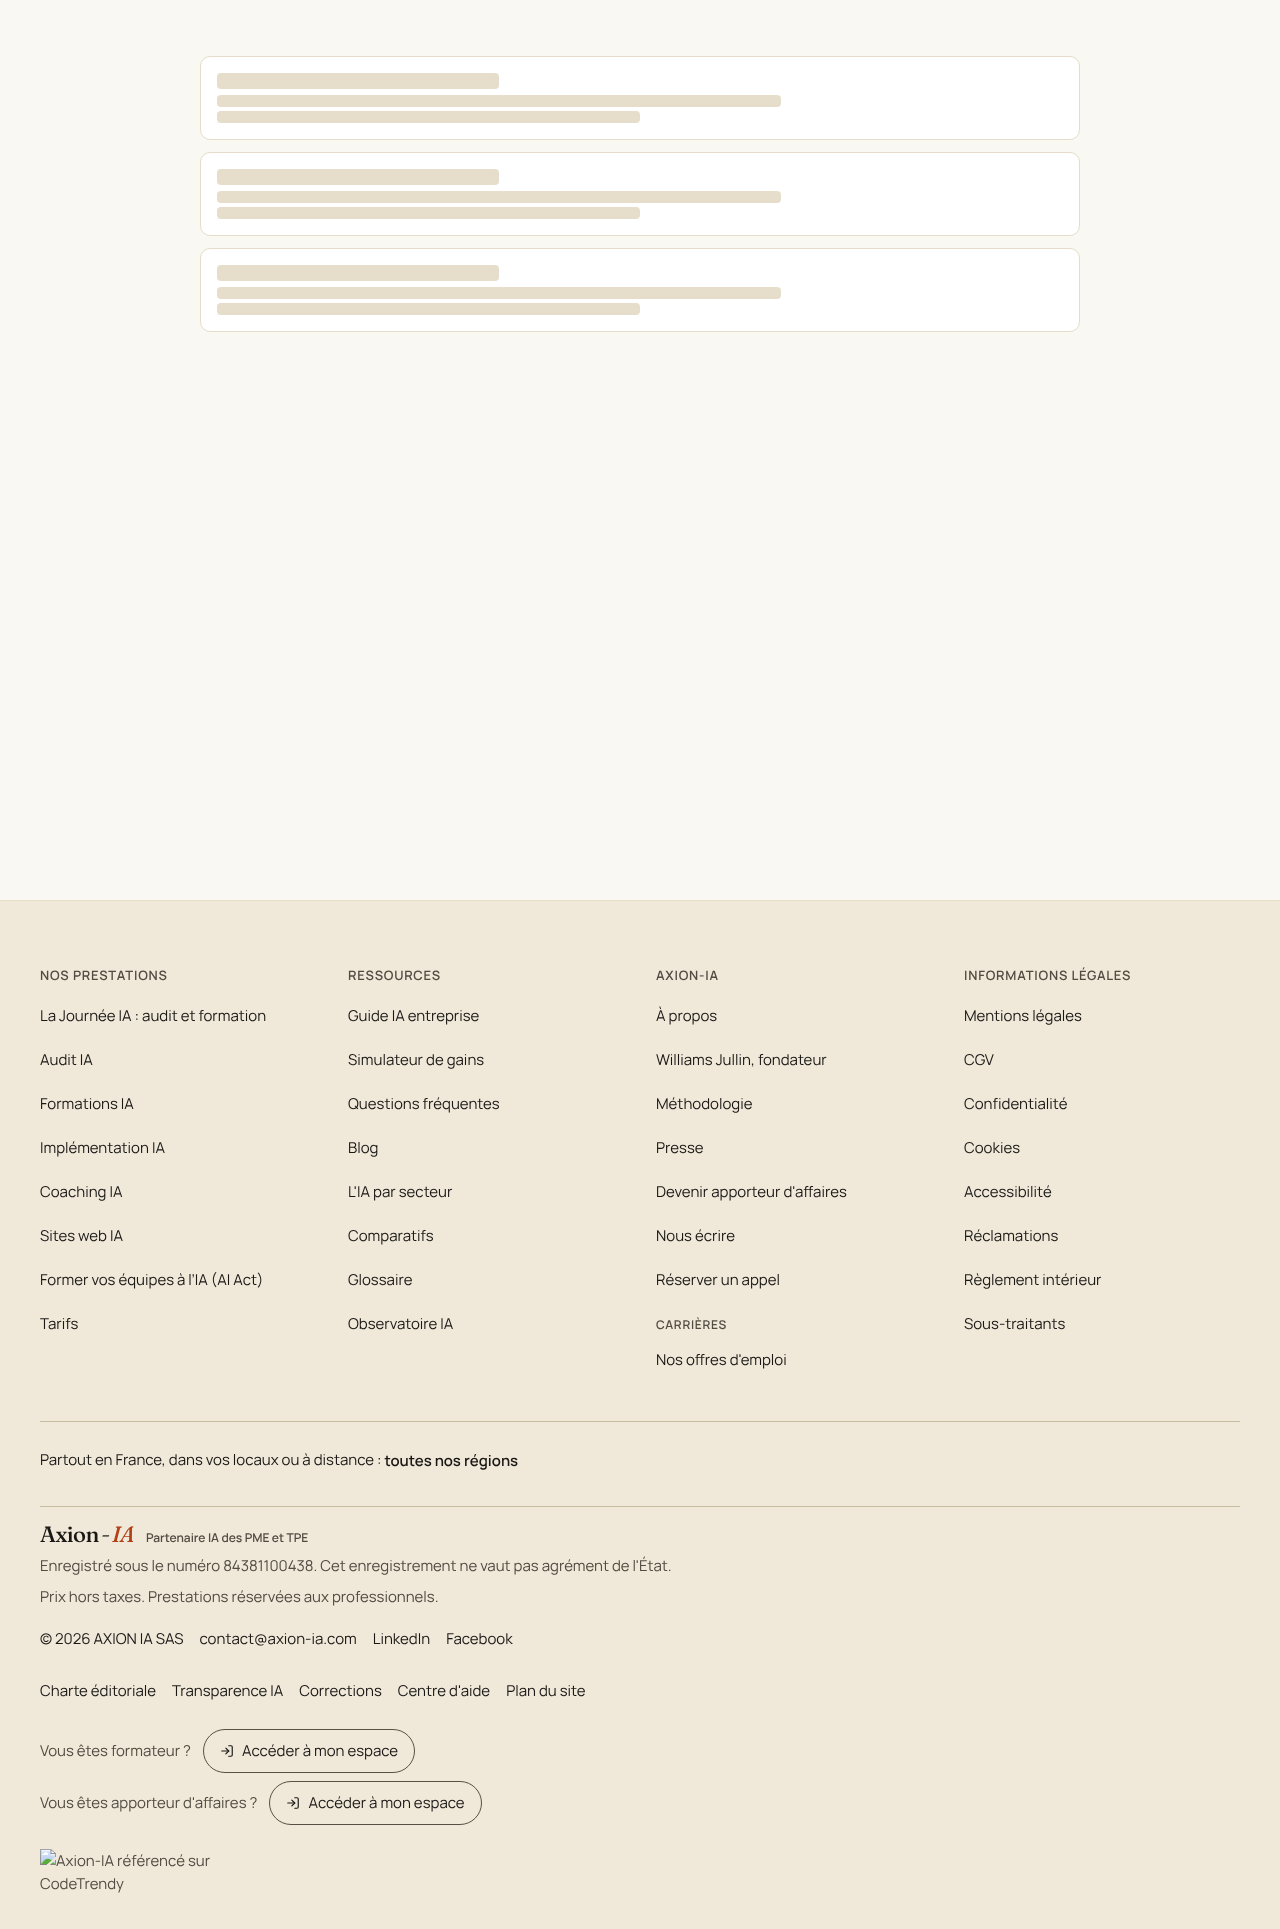 NOS PRESTATIONS
La Journée IA : audit et formation
Audit IA
Formations IA
Implémentation IA
Coaching IA
Sites web IA
Former vos équipes à l'IA (AI Act)
Tarifs
RESSOURCES
Guide IA entreprise
Simulateur de gains
Questions fréquentes
Blog
L'IA par secteur
Comparatifs
Glossaire
Observatoire IA
AXION-IA
À propos
Williams Jullin, fondateur
Méthodologie
Presse
Devenir apporteur d'affaires
Nous écrire
Réserver un appel
CARRIÈRES
Nos offres d'emploi
INFORMATIONS LÉGALES
Mentions légales
CGV
Confidentialité
Cookies
Accessibilité
Réclamations
Règlement intérieur
Sous-traitants
Partout en France, dans vos locaux ou à distance : toutes nos régions
Axion-IA Partenaire IA des PME et TPE
Enregistré sous le numéro 84381100438. Cet enregistrement ne vaut pas agrément de l'État.
Prix hors taxes. Prestations réservées aux professionnels.
© 2026 AXION IA SAS contact@axion-ia.com LinkedIn Facebook
Charte éditoriale Transparence IA Corrections Centre d'aide Plan du site
Vous êtes formateur ? Accéder à mon espace
Vous êtes apporteur d'affaires ? Accéder à mon espace
Axion-IA référencé sur
CodeTrendy